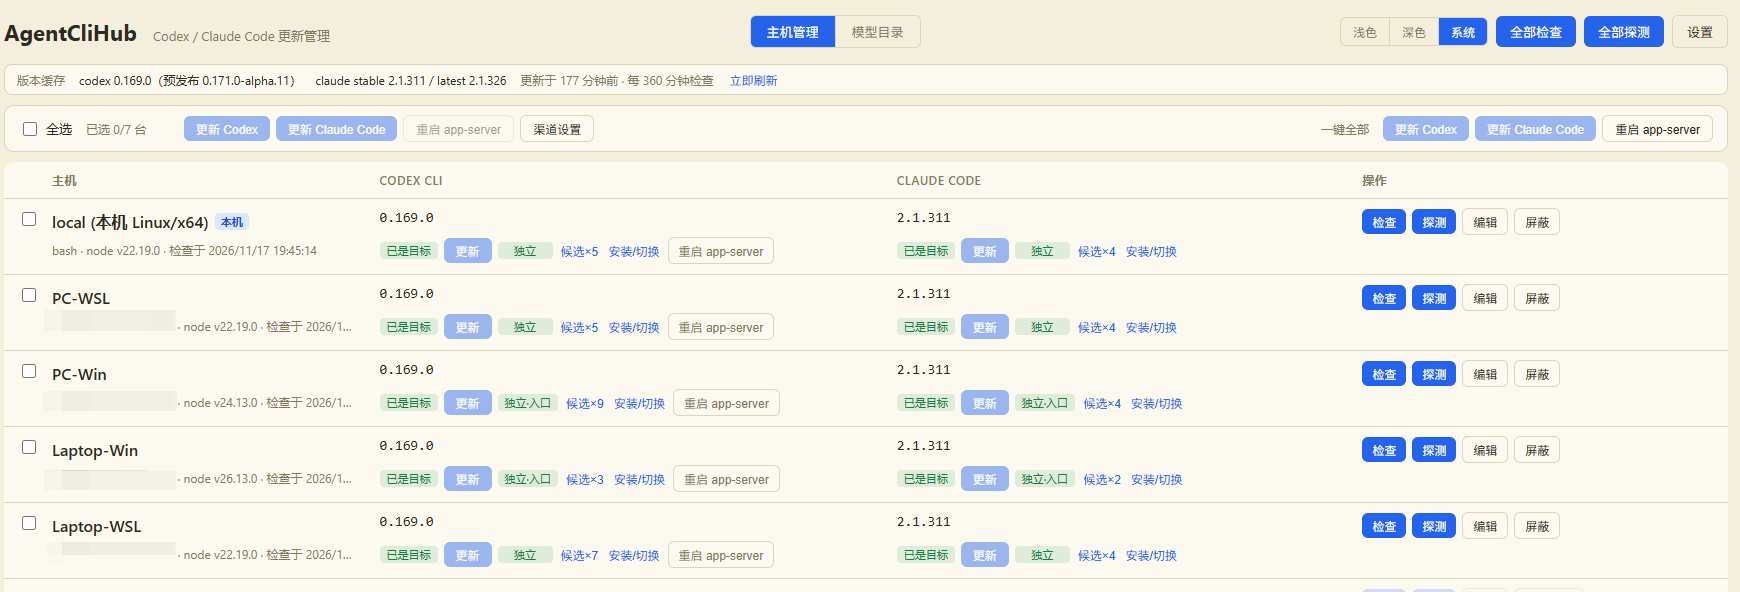 AgentCliHub Codex / Claude Code 更新管理 主机管理 模型目录 浅色 深色 系统 全部检查 全部探测 设置
版本缓存 codex 0.169.0（预发布 0.171.0-alpha.11） claude stable 2.1.311 / latest 2.1.326 更新于 177 分钟前 · 每 360 分钟检查 立即刷新
全选 已选 0/7 台 更新 Codex 更新 Claude Code 重启 app-server 渠道设置 一键全部 更新 Codex 更新 Claude Code 重启 app-server
主机 CODEX CLI CLAUDE CODE 操作
local (本机 Linux/x64) 本机 0.169.0 2.1.311 检查 探测 编辑 屏蔽
bash · node v22.19.0 · 检查于 2026/11/17 19:45:14 已是目标 更新 独立 候选×5 安装/切换 重启 app-server 已是目标 更新 独立 候选×4 安装/切换
PC-WSL 0.169.0 2.1.311 检查 探测 编辑 屏蔽
· node v22.19.0 · 检查于 2026/1... 已是目标 更新 独立 候选×5 安装/切换 重启 app-server 已是目标 更新 独立 候选×4 安装/切换
PC-Win 0.169.0 2.1.311 检查 探测 编辑 屏蔽
· node v24.13.0 · 检查于 2026/1... 已是目标 更新 独立·入口 候选×9 安装/切换 重启 app-server 已是目标 更新 独立·入口 候选×4 安装/切换
Laptop-Win 0.169.0 2.1.311 检查 探测 编辑 屏蔽
· node v26.13.0 · 检查于 2026/1... 已是目标 更新 独立·入口 候选×3 安装/切换 重启 app-server 已是目标 更新 独立·入口 候选×2 安装/切换
Laptop-WSL 0.169.0 2.1.311 检查 探测 编辑 屏蔽
· node v22.19.0 · 检查于 2026/1... 已是目标 更新 独立 候选×7 安装/切换 重启 app-server 已是目标 更新 独立 候选×4 安装/切换